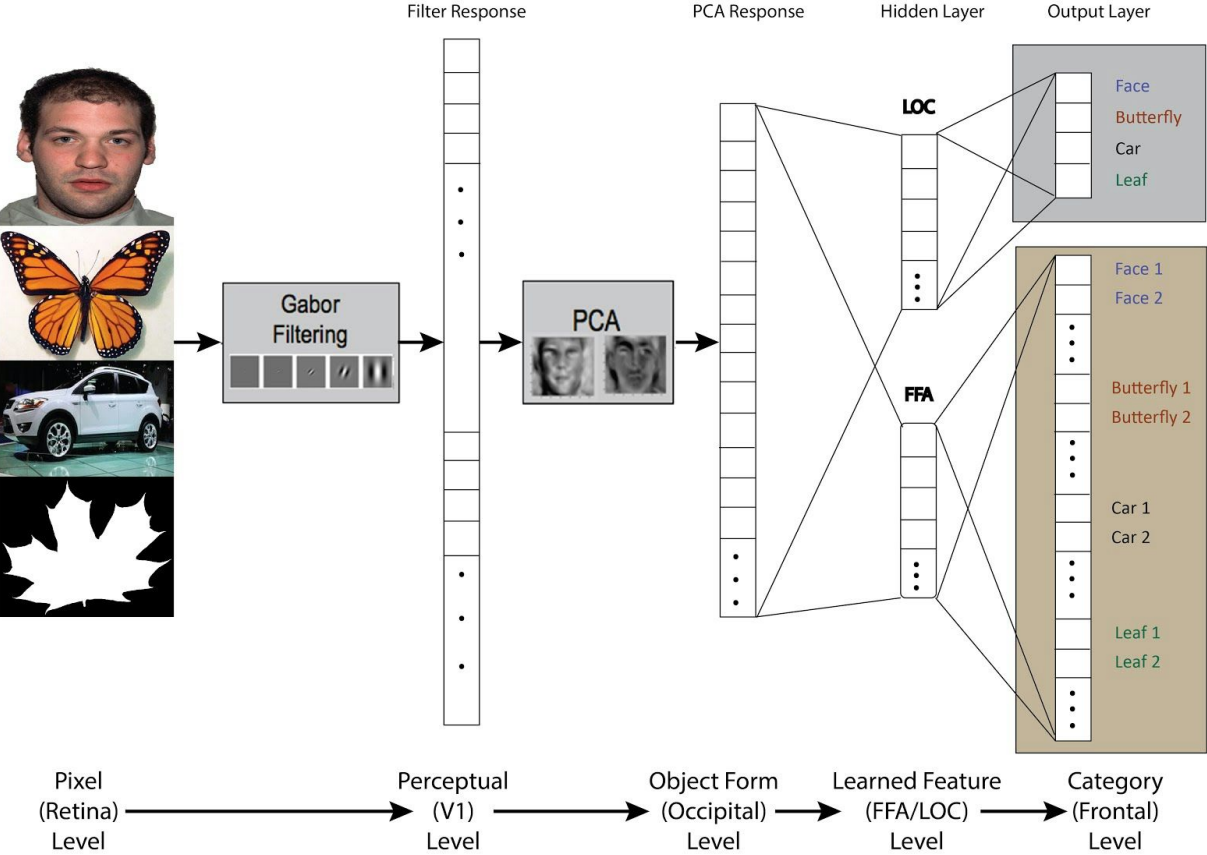 Filter Response
PCA Response
Hidden Layer
Output Layer
Gabor
Filtering
PCA
LOC
FFA
Face
Butterfly
Car
Leaf
Face 1
Face 2
Butterfly 1
Butterfly 2
Car 1
Car 2
Leaf 1
Leaf 2
Pixel
(Retina)
Level
Perceptual
(V1)
Level
Object Form
(Occipital)
Level
Learned Feature
(FFA/LOC)
Level
Category
(Frontal)
Level